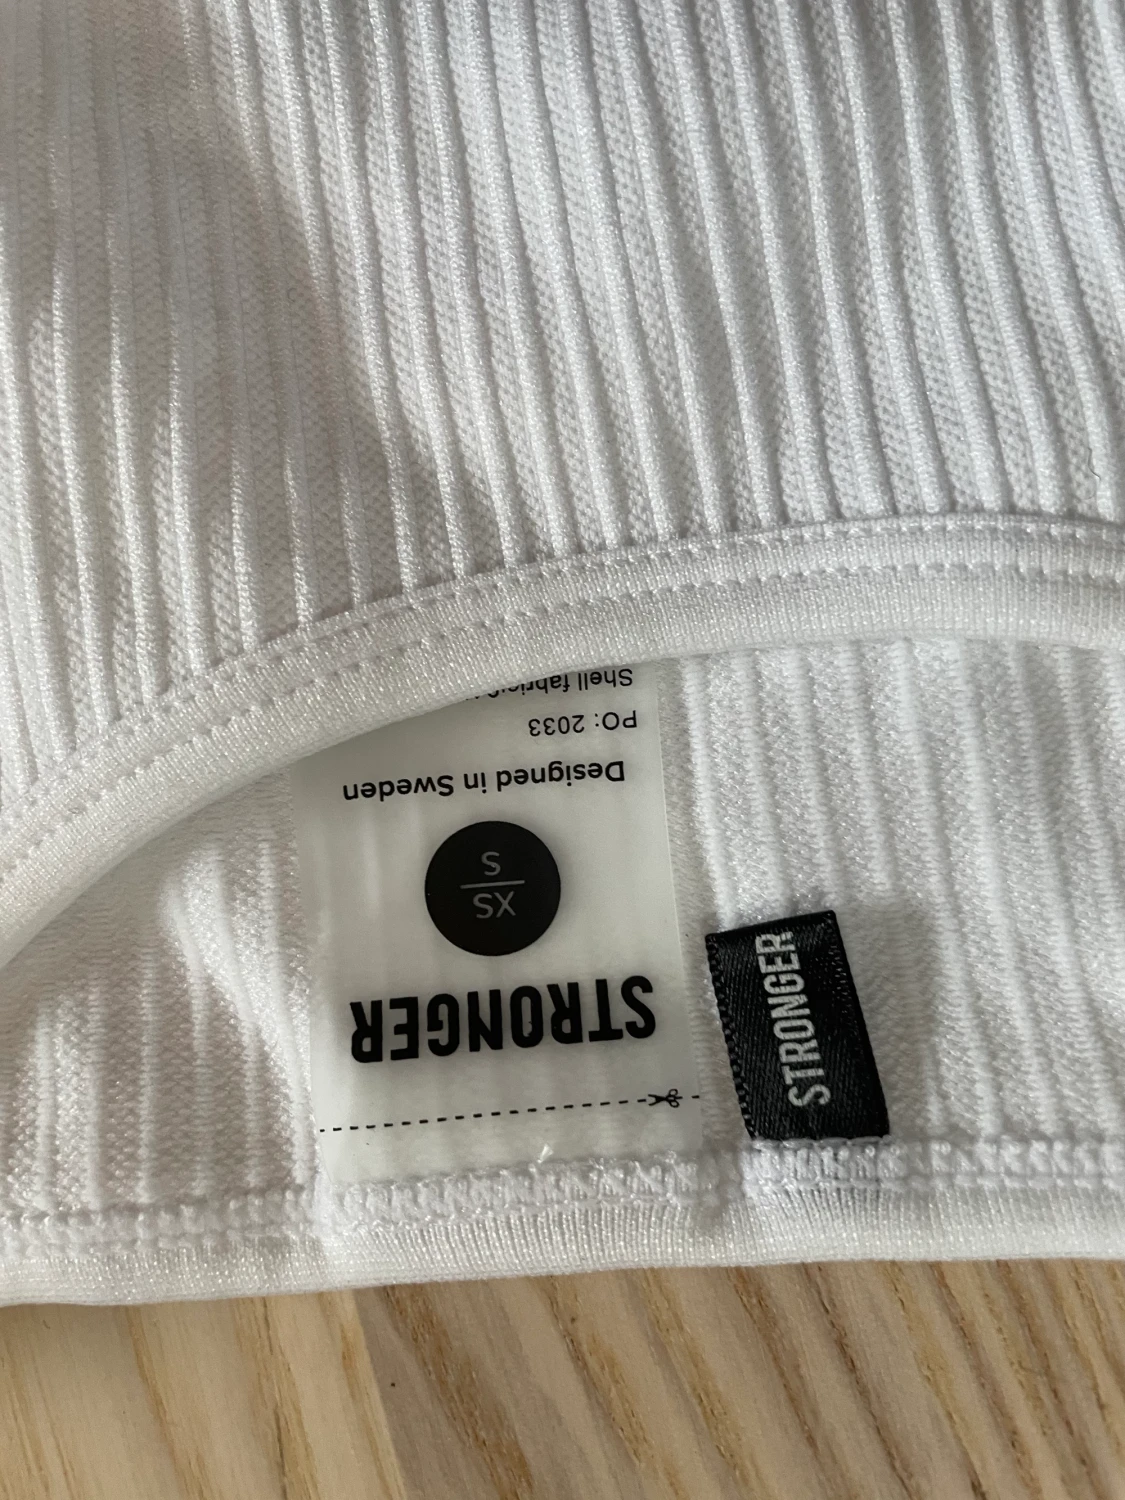 STRONGER
XS
S
Designed in Sweden
PO: 2033
Shell fabric
STRONGER